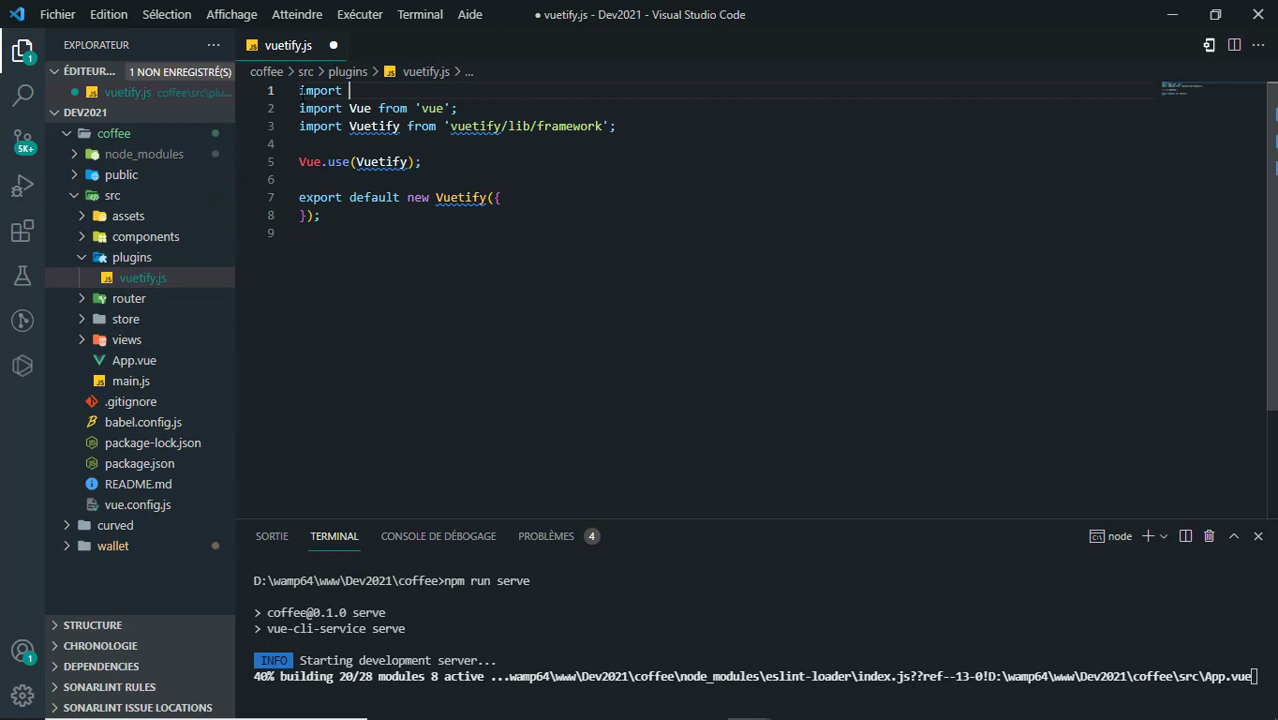 Fichier Edition Sélection Affichage Atteindre Exécuter Terminal Aide ● vuetify.js - Dev2021 - Visual Studio Code
EXPLORATEUR ···
vuetify.js ●
ÉDITEUR... 1 NON ENREGISTRÉ(S)
vuetify.js coffee\src\plu...
DEV2021
coffee
node_modules
public
src
assets
components
plugins
vuetify.js
router
store
views
App.vue
main.js
.gitignore
babel.config.js
package-lock.json
package.json
README.md
vue.config.js
curved
wallet
STRUCTURE
CHRONOLOGIE
DEPENDENCIES
SONARLINT RULES
SONARLINT ISSUE LOCATIONS
1
5K+
1
coffee > src > plugins > vuetify.js > ...
1 import
2 import Vue from 'vue';
3 import Vuetify from 'vuetify/lib/framework';
4
5 Vue.use(Vuetify);
6
7 export default new Vuetify({
8 });
9
SORTIE TERMINAL CONSOLE DE DÉBOGAGE PROBLÈMES 4 node
D:\wamp64\www\Dev2021\coffee>npm run serve
> coffee@0.1.0 serve
> vue-cli-service serve
INFO Starting development server...
40% building 20/28 modules 8 active ...wamp64\www\Dev2021\coffee\node_modules\eslint-loader\index.js??ref--13-0!D:\wamp64\www\Dev2021\coffee\src\App.vue